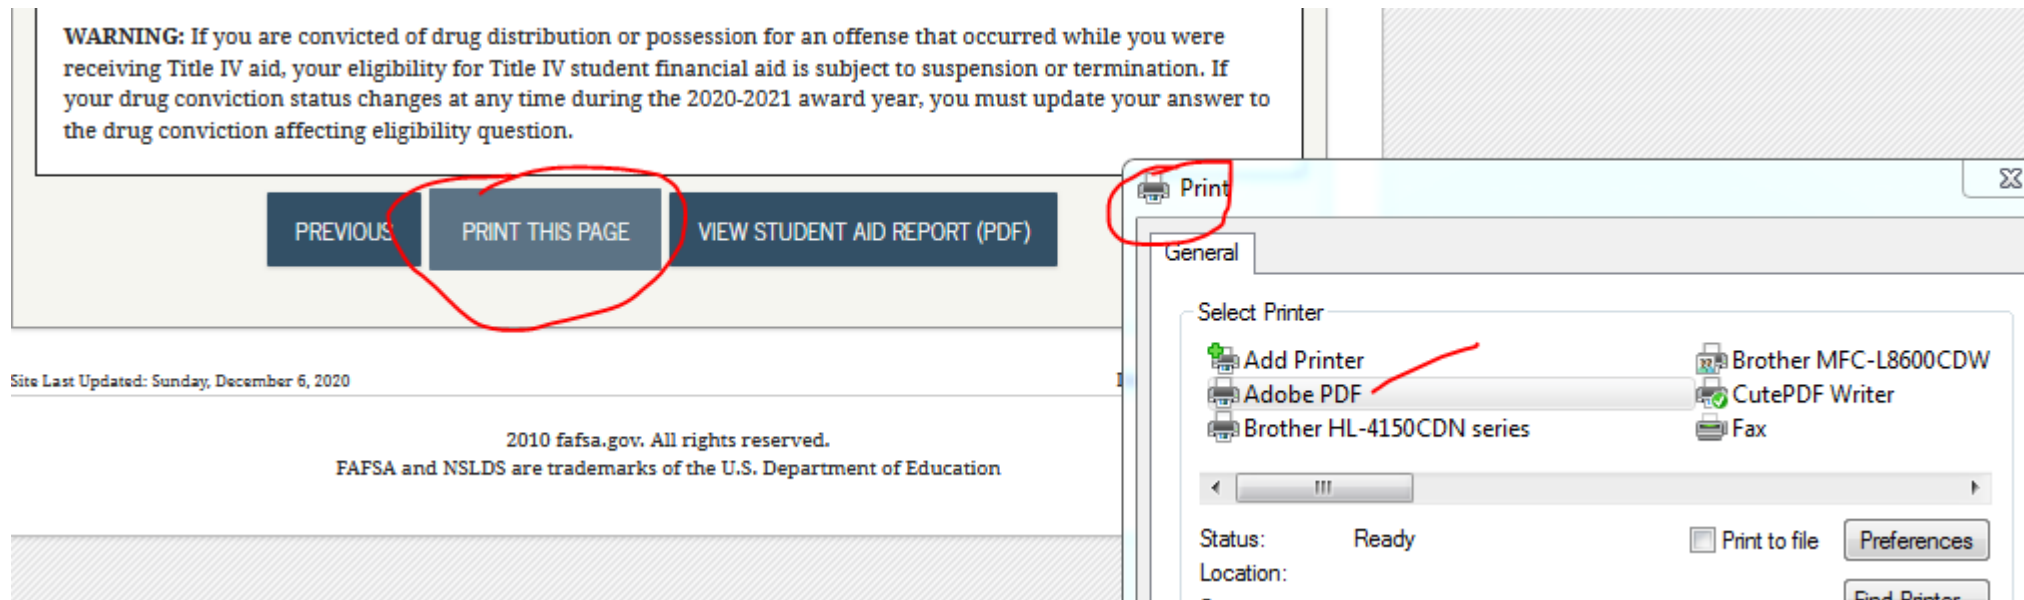 WARNING: If you are convicted of drug distribution or possession for an offense that occurred while you were
receiving Title IV aid, your eligibility for Title IV student financial aid is subject to suspension or termination. If
your drug conviction status changes at any time during the 2020-2021 award year, you must update your answer to
the drug conviction affecting eligibility question.
PREVIOUS
PRINT THIS PAGE
VIEW STUDENT AID REPORT (PDF)
Site Last Updated: Sunday, December 6, 2020
2010 fafsa.gov. All rights reserved.
FAFSA and NSLDS are trademarks of the U.S. Department of Education
Print
General
Select Printer
Add Printer
Adobe PDF
Brother HL-4150CDN series
Brother MFC-L8600CDW
CutePDF Writer
Fax
Status: Ready
Print to file
Preferences
Location:
Find Printer